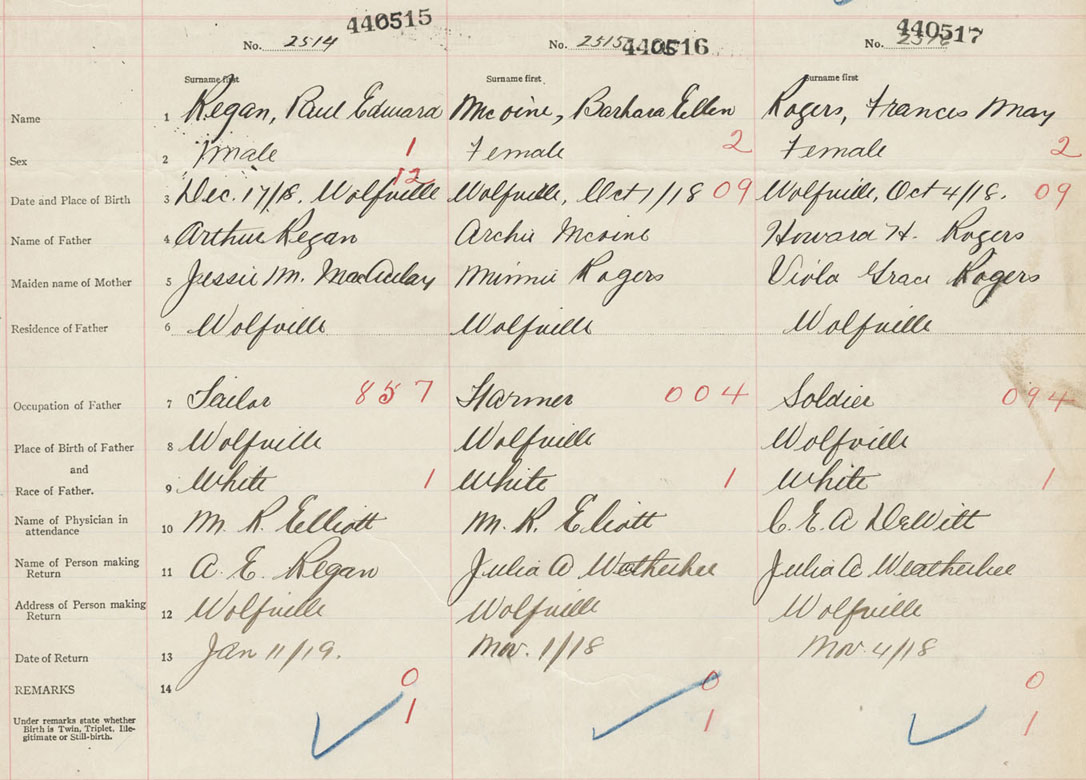 440515 440516 440517
No. 2514 No. 2515 No. 2516
Surname first Surname first Surname first
Name 1 Regan, Paul Edward McOine, Barbara Ellen Rogers, Frances May
Sex 2 Male 1 Female 2 Female 2
12
Date and Place of Birth 3 Dec. 17/18, Wolfville Wolfville, Oct 1/18 09 Wolfville, Oct 4/18. 09
Name of Father 4 Arthur Regan Archie McOine Howard H. Rogers
Maiden name of Mother 5 Jessie M. MacAulay Minnie Rogers Viola Grace Rogers
Residence of Father 6 Wolfville Wolfville Wolfville
Occupation of Father 7 Tailor 857 Farmer 004 Soldier 094
Place of Birth of Father 8 Wolfville Wolfville Wolfville
and
Race of Father. 9 White 1 White 1 White 1
Name of Physician in
attendance 10 M. R. Elliott M. R. Eliott C. E. A DeWitt
Name of Person making
Return 11 A. E. Regan Julia A Weatherbee Julia A Weatherbee
Address of Person making
Return 12 Wolfville Wolfville Wolfville
Date of Return 13 Jan 11/19. Nov. 1/18 Nov 4/18
REMARKS 14 0 0 0
Under remarks state whether
Birth is Twin, Triplet, Ille-
gitimate or Still-birth. 1 1 1